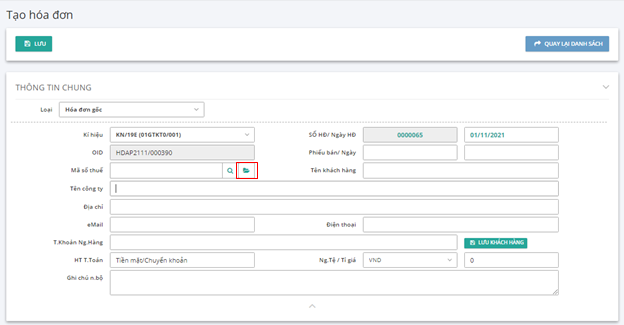 Tạo hóa đơn
LƯU QUAY LẠI DANH SÁCH
THÔNG TIN CHUNG
Loại Hóa đơn gốc
Kí hiệu KN/19E (01GTKT0/001) SỐ HĐ/ Ngày HĐ 0000065 01/11/2021
OID HDAP2111/000390 Phiếu bán/ Ngày
Mã số thuế Tên khách hàng
Tên công ty
Địa chỉ
eMail Điện thoại
T.Khoản Ng.Hàng LƯU KHÁCH HÀNG
HT T.Toán Tiền mặt/Chuyển khoản Ng.Tệ / Tỉ giá VND 0
Ghi chú n.bộ